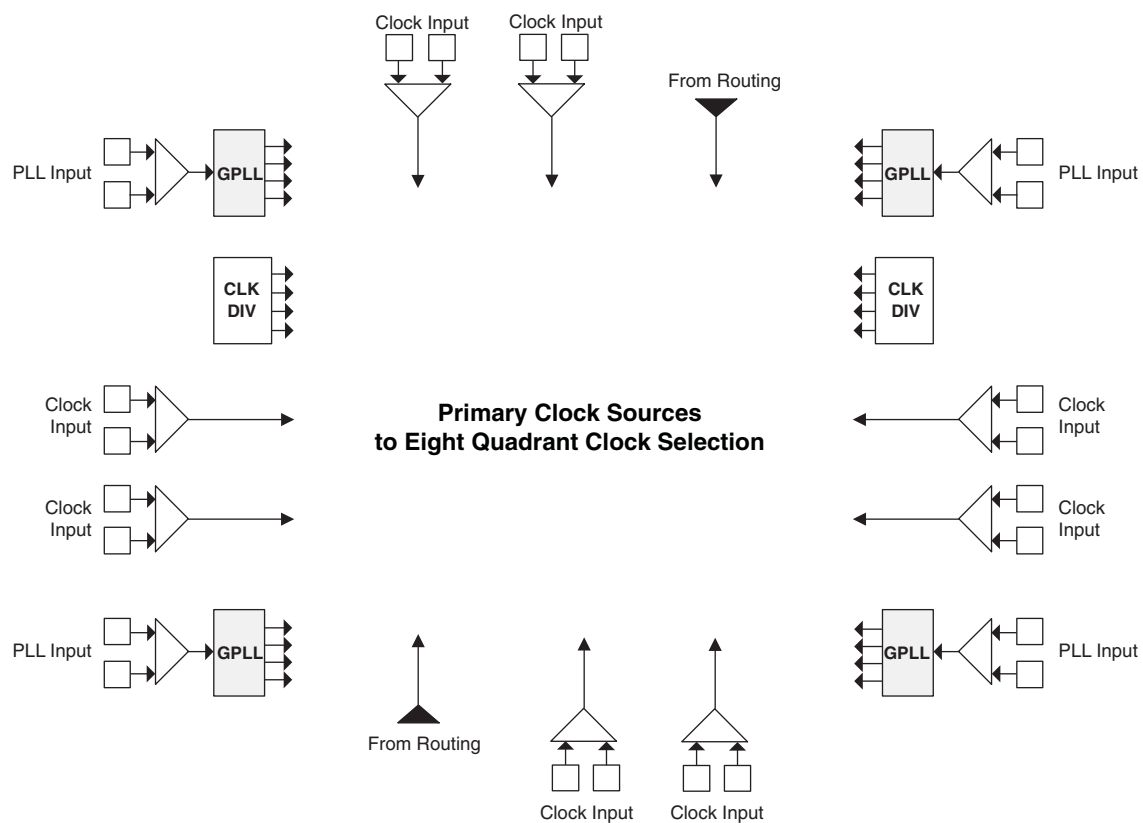 Clock Input
Clock Input
From Routing
PLL Input
GPLL
GPLL
PLL Input
CLK
DIV
CLK
DIV
Clock
Input
Primary Clock Sources
to Eight Quadrant Clock Selection
Clock
Input
Clock
Input
Clock
Input
PLL Input
GPLL
GPLL
PLL Input
From Routing
Clock Input
Clock Input